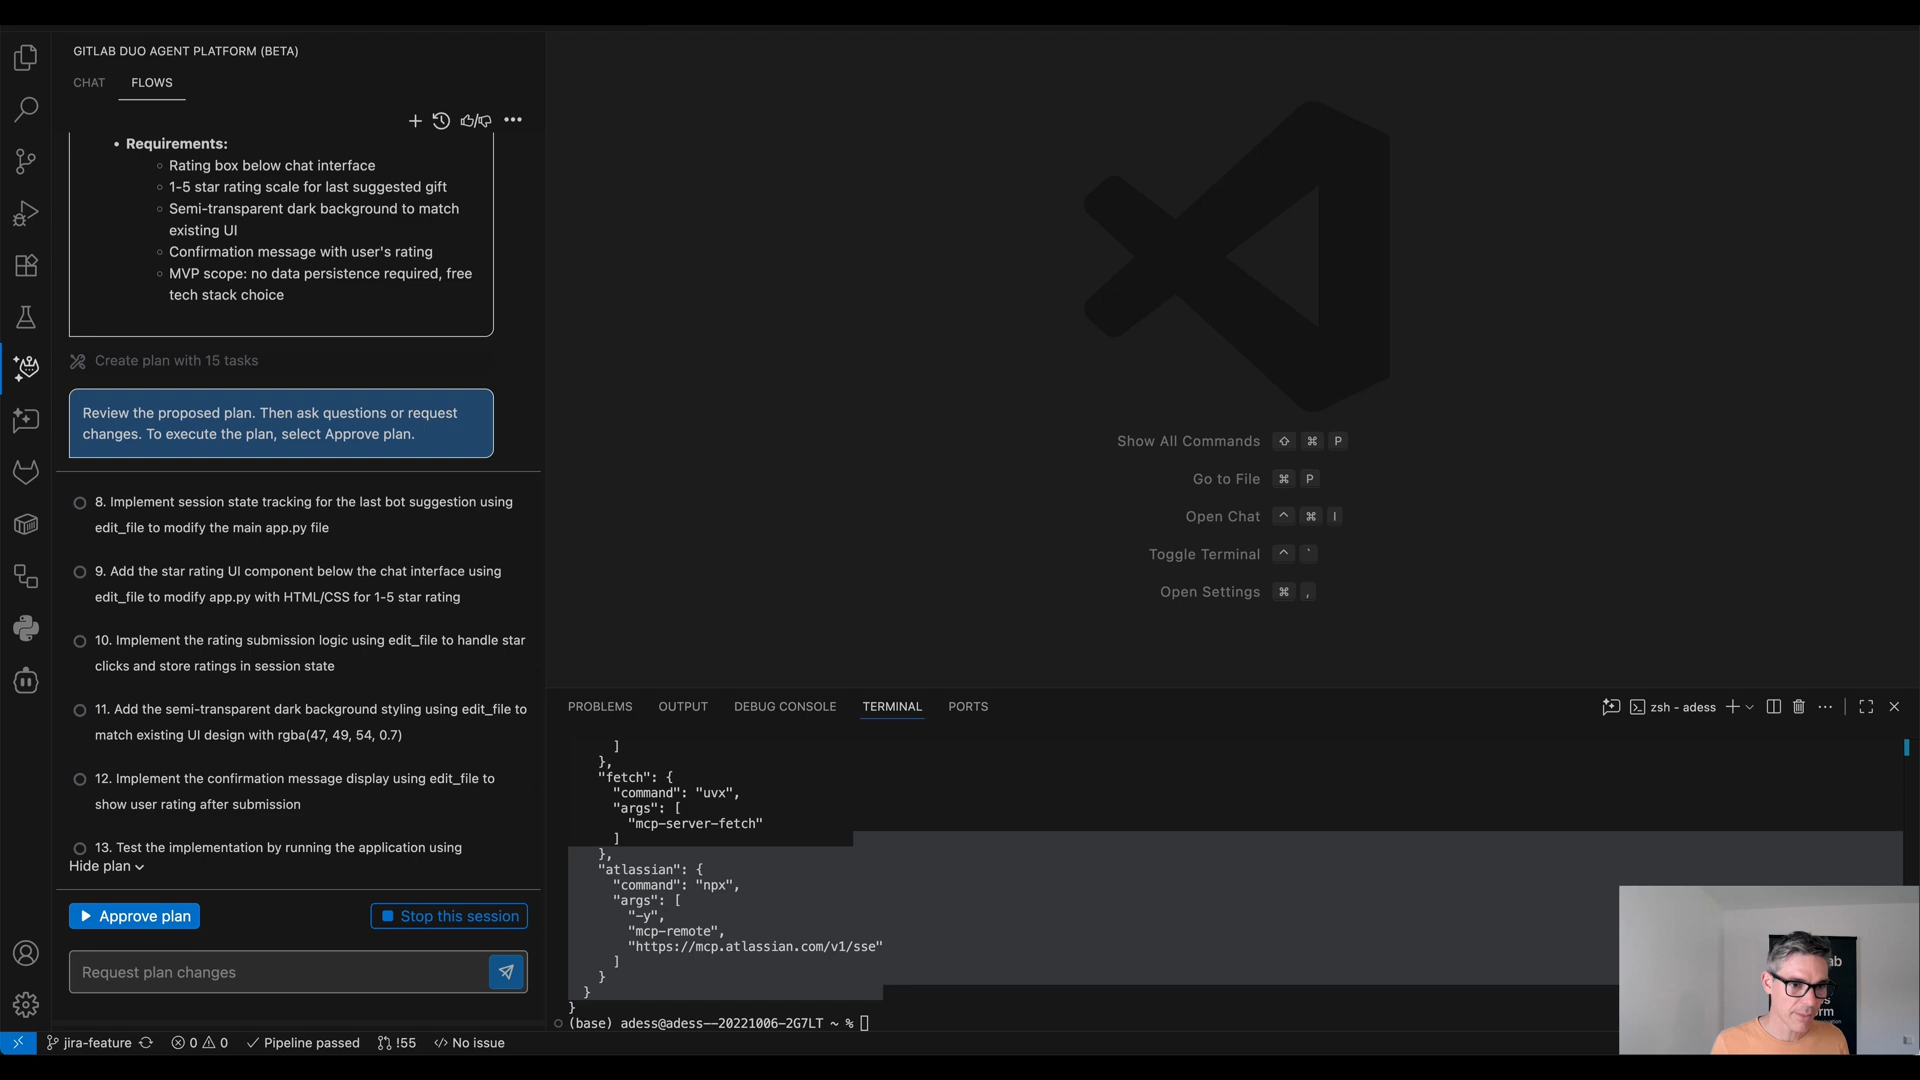 GITLAB DUO AGENT PLATFORM (BETA)
CHAT
FLOWS
• Requirements:
Rating box below chat interface
1-5 star rating scale for last suggested gift
Semi-transparent dark background to match
existing UI
Confirmation message with user's rating
MVP scope: no data persistence required, free
tech stack choice
Create plan with 15 tasks
Review the proposed plan. Then ask questions or request
changes. To execute the plan, select Approve plan.
8. Implement session state tracking for the last bot suggestion using
edit_file to modify the main app.py file
9. Add the star rating UI component below the chat interface using
edit_file to modify app.py with HTML/CSS for 1-5 star rating
10. Implement the rating submission logic using edit_file to handle star
clicks and store ratings in session state
11. Add the semi-transparent dark background styling using edit_file to
match existing UI design with rgba(47, 49, 54, 0.7)
12. Implement the confirmation message display using edit_file to
show user rating after submission
13. Test the implementation by running the application using
Hide plan
Approve plan
Stop this session
Request plan changes
Show All Commands ⇧ ⌘ P
Go to File ⌘ P
Open Chat ^ ⌘ I
Toggle Terminal ^ `
Open Settings ⌘ ,
PROBLEMS
OUTPUT
DEBUG CONSOLE
TERMINAL
PORTS
zsh - adess
]
},
"fetch": {
"command": "uvx",
"args": [
"mcp-server-fetch"
]
},
"atlassian": {
"command": "npx",
"args": [
"-y",
"mcp-remote",
"https://mcp.atlassian.com/v1/sse"
]
}
}
}
(base) adess@adess--20221006-2G7LT ~ %
jira-feature
0
0
Pipeline passed
!55
No issue